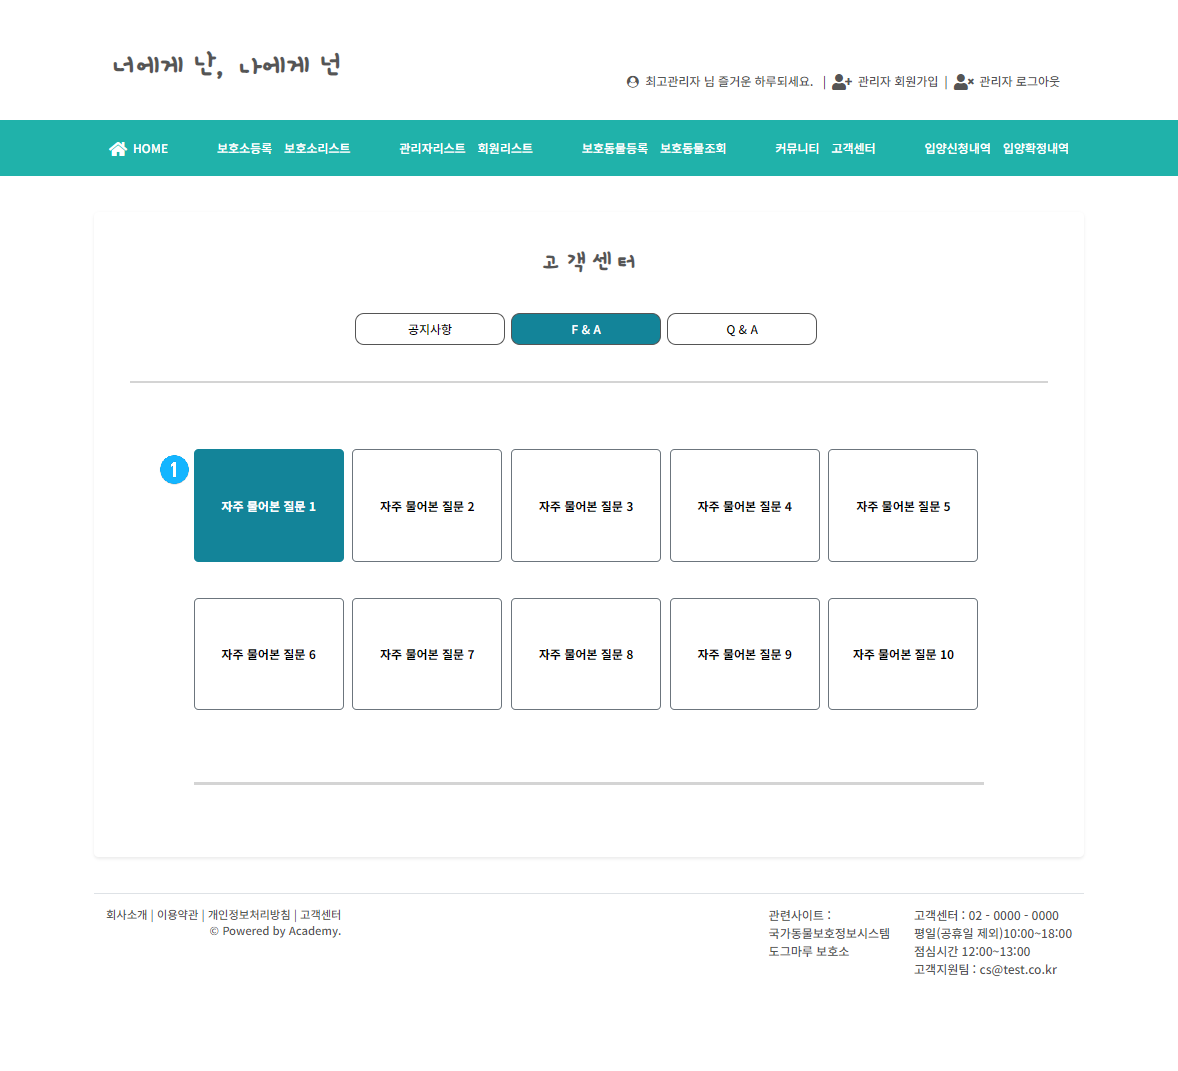 너에게 난, 나에게 넌
최고관리자 님 즐거운 하루되세요. | 관리자 회원가입 | 관리자 로그아웃
HOME 보호소등록 보호소리스트 관리자리스트 회원리스트 보호동물등록 보호동물조회 커뮤니티 고객센터 입양신청내역 입양확정내역
고객센터
공지사항 F & A Q & A
1
자주 물어본 질문 1 자주 물어본 질문 2 자주 물어본 질문 3 자주 물어본 질문 4 자주 물어본 질문 5
자주 물어본 질문 6 자주 물어본 질문 7 자주 물어본 질문 8 자주 물어본 질문 9 자주 물어본 질문 10
회사소개 | 이용약관 | 개인정보처리방침 | 고객센터
© Powered by Academy.
관련사이트 :
국가동물보호정보시스템
도그마루 보호소
고객센터 : 02 - 0000 - 0000
평일(공휴일 제외)10:00~18:00
점심시간 12:00~13:00
고객지원팀 : cs@test.co.kr